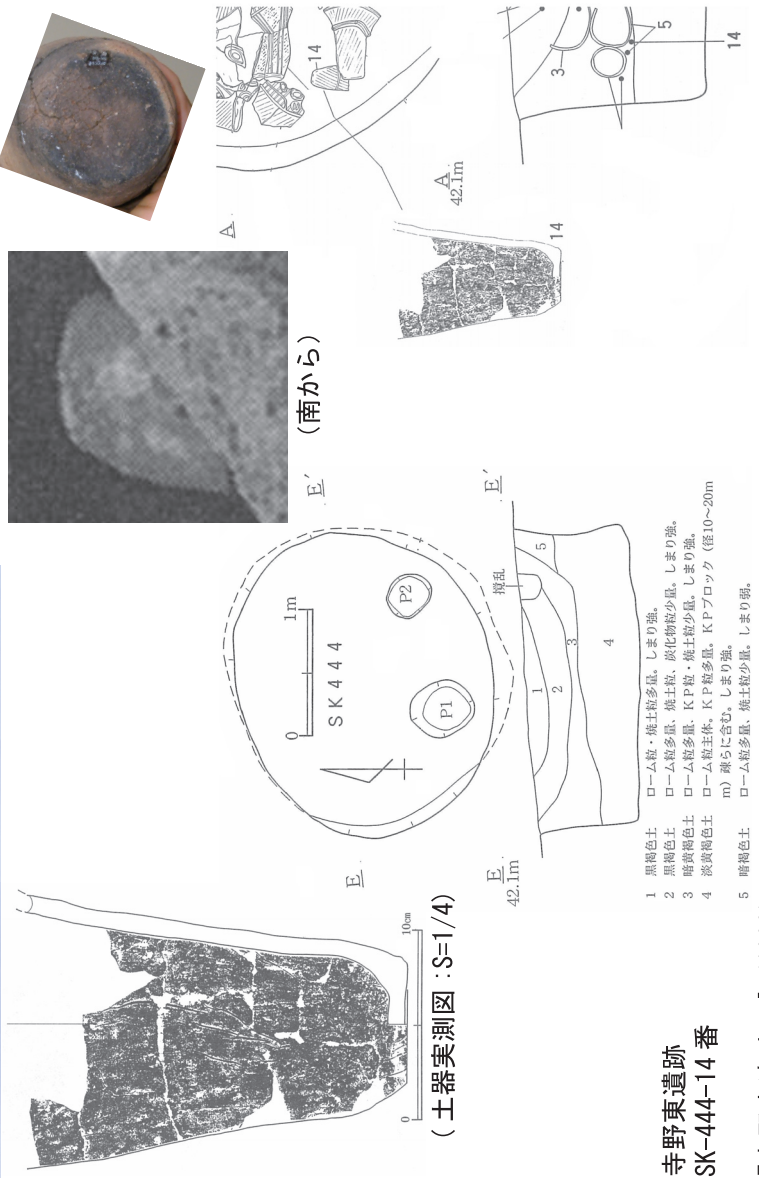 0 10㎝
(土器実測図:S=1/4)
寺野東遺跡
SK-444-14番
0 1m
SK444
P1
P2
E
E´
E
42.1m
E´
撹乱
1
2
3
4
5
1 黒褐色土 ローム粒・焼土粒多量。しまり強。
2 黒褐色土 ローム粒多量、焼土粒、炭化物粒少量。しまり強。
3 暗黄褐色土 ローム粒多量、KP粒・焼土粒少量。しまり強。
4 淡黄褐色土 ローム粒主体。KP粒多量。KPブロック(径10~20m
m)疎らに含む。しまり強。
5 暗褐色土 ローム粒多量、焼土粒少量。しまり弱。
(南から)
14
A
A
42.1m
14
3
5
14